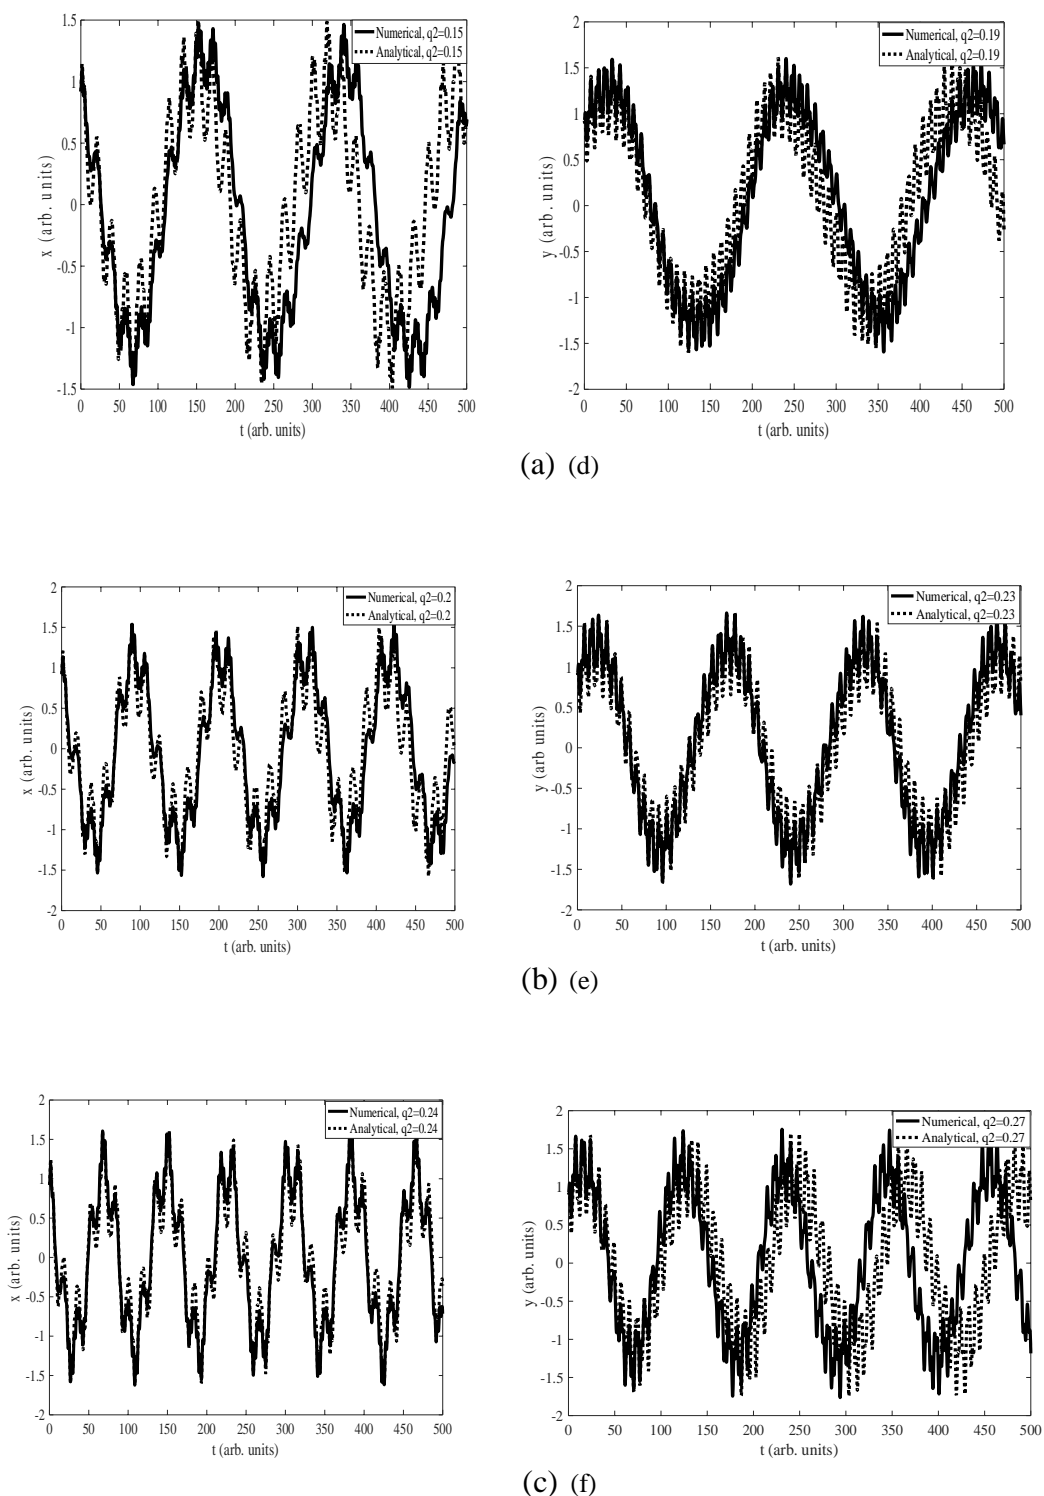 1.5
1
0.5
0
-0.5
-1
-1.5
x (arb. units)
0 50 100 150 200 250 300 350 400 450 500
t (arb. units)
Numerical, q2=0.15
Analytical, q2=0.15
2
1.5
1
0.5
0
-0.5
-1
-1.5
-2
y (arb. units)
0 50 100 150 200 250 300 350 400 450 500
t (arb. units)
Numerical, q2=0.19
Analytical, q2=0.19
(a) (d)
2
1.5
1
0.5
0
-0.5
-1
-1.5
-2
x (arb. units)
0 50 100 150 200 250 300 350 400 450 500
t (arb. units)
Numerical, q2=0.2
Analytical, q2=0.2
2
1.5
1
0.5
0
-0.5
-1
-1.5
-2
y (arb units)
0 50 100 150 200 250 300 350 400 450 500
t (arb. units)
Numerical, q2=0.23
Analytical, q2=0.23
(b) (e)
2
1.5
1
0.5
0
-0.5
-1
-1.5
-2
x (arb. units)
0 50 100 150 200 250 300 350 400 450 500
t (arb. units)
Numerical, q2=0.24
Analytical, q2=0.24
2
1.5
1
0.5
0
-0.5
-1
-1.5
-2
y (arb. units)
0 50 100 150 200 250 300 350 400 450 500
t (arb. units)
Numerical, q2=0.27
Analytical, q2=0.27
(c) (f)